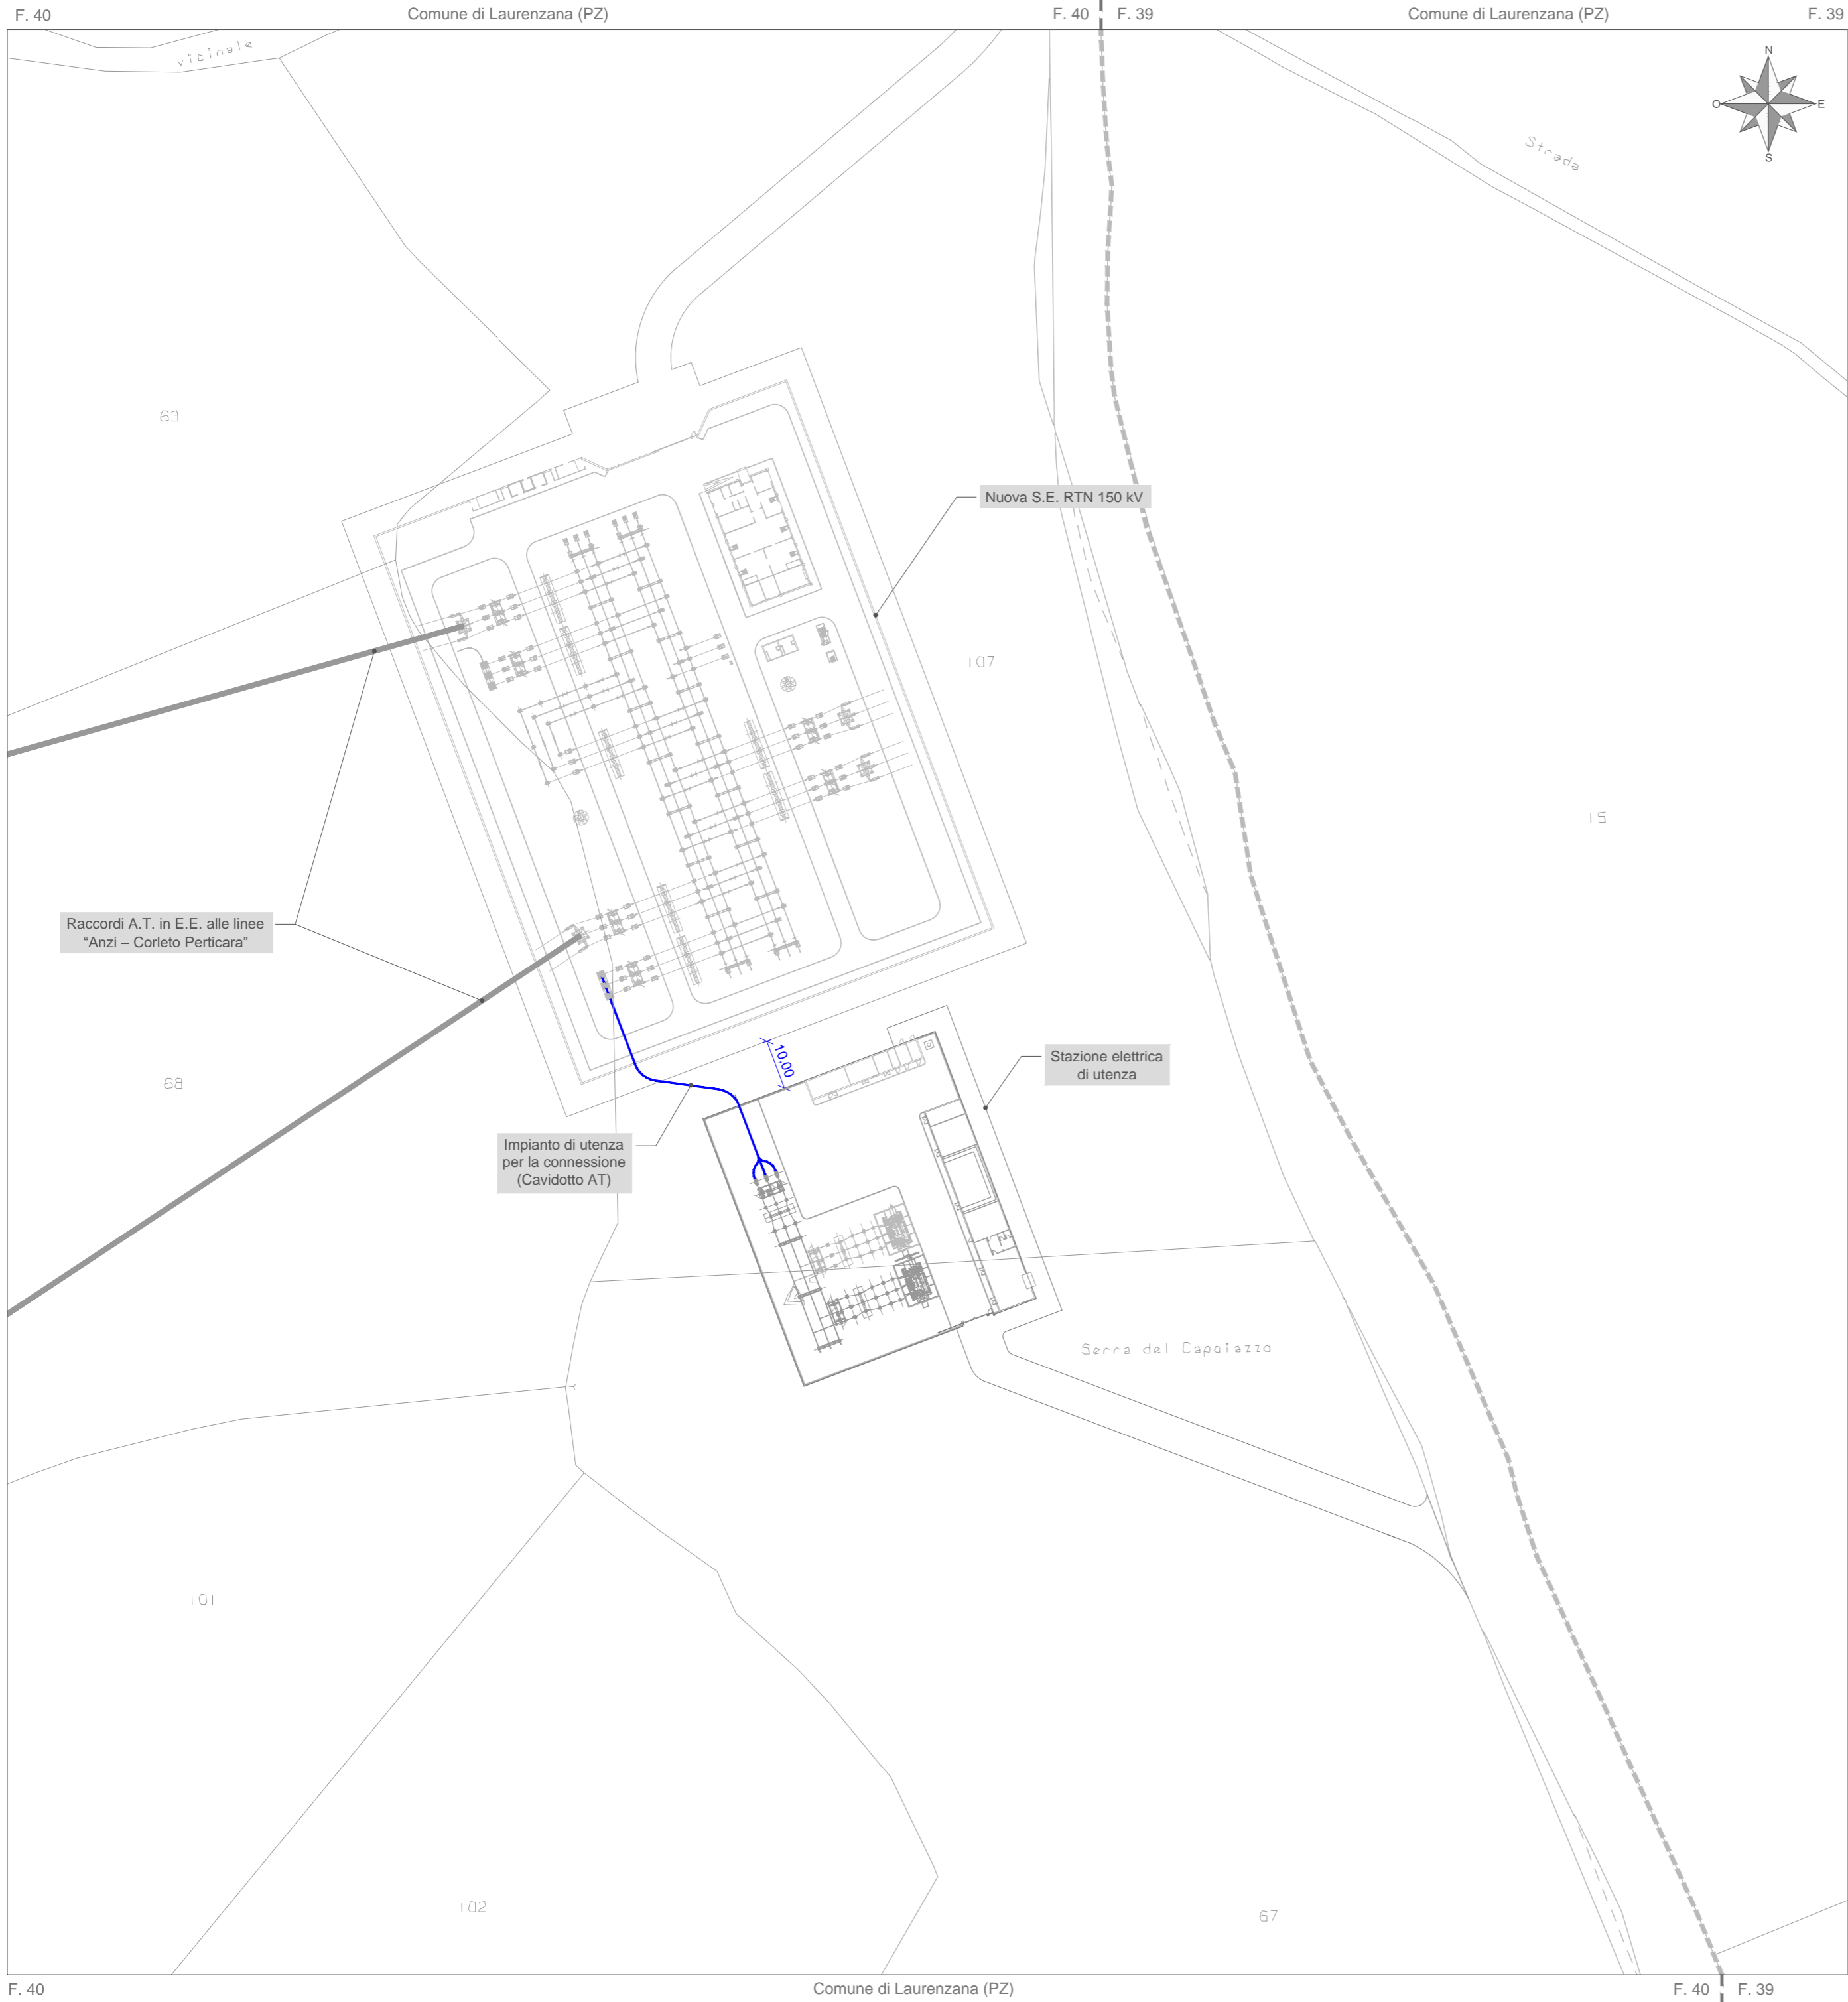 F. 40
Comune di Laurenzana (PZ)
F. 40
F. 39
Comune di Laurenzana (PZ)
F. 39
vicinale
N
O
E
S
Strada
63
Nuova S.E. RTN 150 kV
107
15
Raccordi A.T. in E.E. alle linee
“Anzi – Corleto Perticara”
10,00
Stazione elettrica
di utenza
68
Impianto di utenza
per la connessione
(Cavidotto AT)
Serra del Capoiazzo
101
102
67
F. 40
Comune di Laurenzana (PZ)
F. 40
F. 39